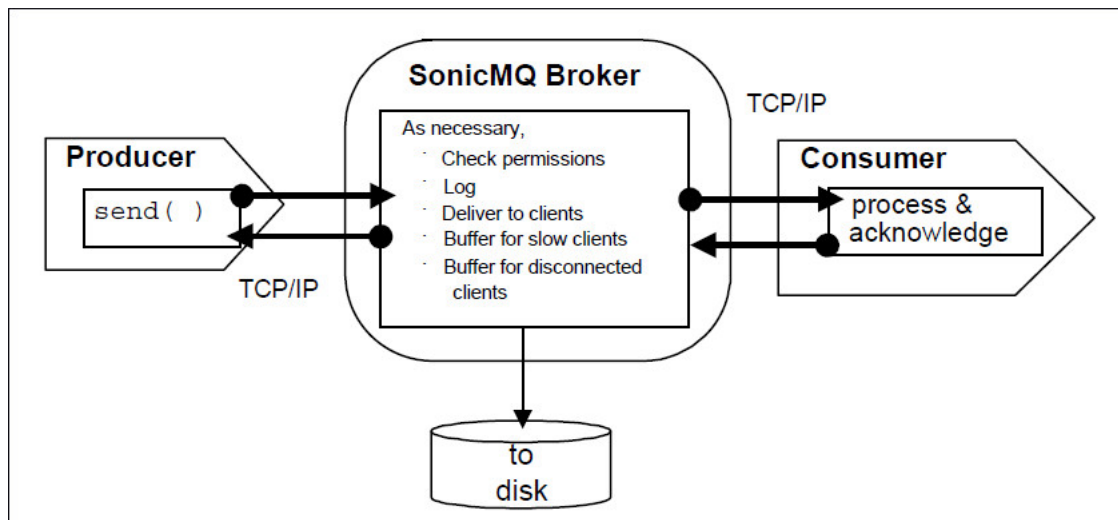 SonicMQ Broker
TCP/IP
Producer
send( )
As necessary,
Check permissions
Log
Deliver to clients
Buffer for slow clients
Buffer for disconnected
clients
Consumer
process &
acknowledge
TCP/IP
to
disk